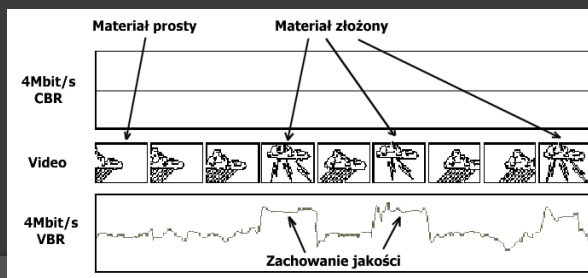 Materiał prosty
Materiał złożony
4Mbit/s
CBR
Video
4Mbit/s
VBR
Zachowanie jakości